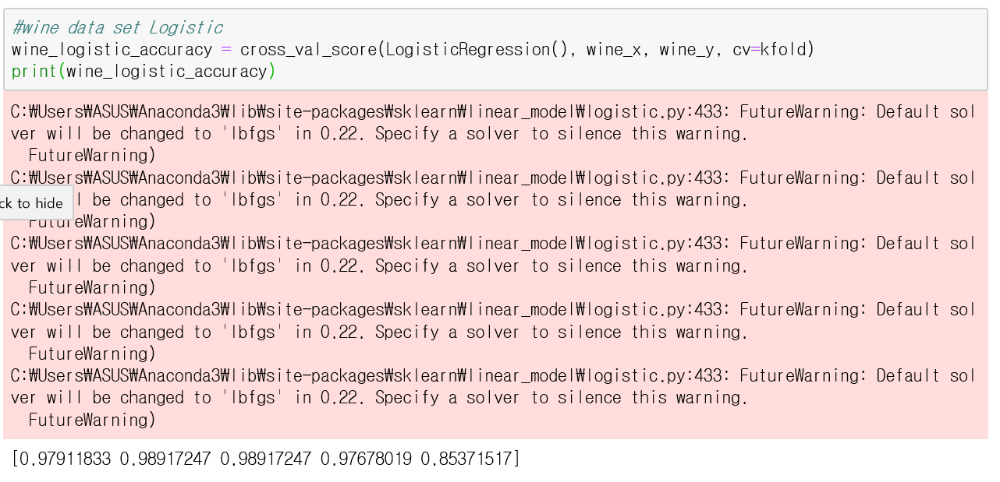 #wine data set Logistic
wine_logistic_accuracy = cross_val_score(LogisticRegression(), wine_x, wine_y, cv=kfold)
print(wine_logistic_accuracy)
C:₩Users₩ASUS₩Anaconda3₩lib₩site-packages₩sklearn₩linear_model₩logistic.py:433: FutureWarning: Default sol
ver will be changed to 'lbfgs' in 0.22. Specify a solver to silence this warning.
FutureWarning)
C:₩Users₩ASUS₩Anaconda3₩lib₩site-packages₩sklearn₩linear_model₩logistic.py:433: FutureWarning: Default sol
ck to hide
l be changed to 'lbfgs' in 0.22. Specify a solver to silence this warning.
FutureWarning)
C:₩Users₩ASUS₩Anaconda3₩lib₩site-packages₩sklearn₩linear_model₩logistic.py:433: FutureWarning: Default sol
ver will be changed to 'lbfgs' in 0.22. Specify a solver to silence this warning.
FutureWarning)
C:₩Users₩ASUS₩Anaconda3₩lib₩site-packages₩sklearn₩linear_model₩logistic.py:433: FutureWarning: Default sol
ver will be changed to 'lbfgs' in 0.22. Specify a solver to silence this warning.
FutureWarning)
C:₩Users₩ASUS₩Anaconda3₩lib₩site-packages₩sklearn₩linear_model₩logistic.py:433: FutureWarning: Default sol
ver will be changed to 'lbfgs' in 0.22. Specify a solver to silence this warning.
FutureWarning)
[0.97911833 0.98917247 0.98917247 0.97678019 0.85371517]